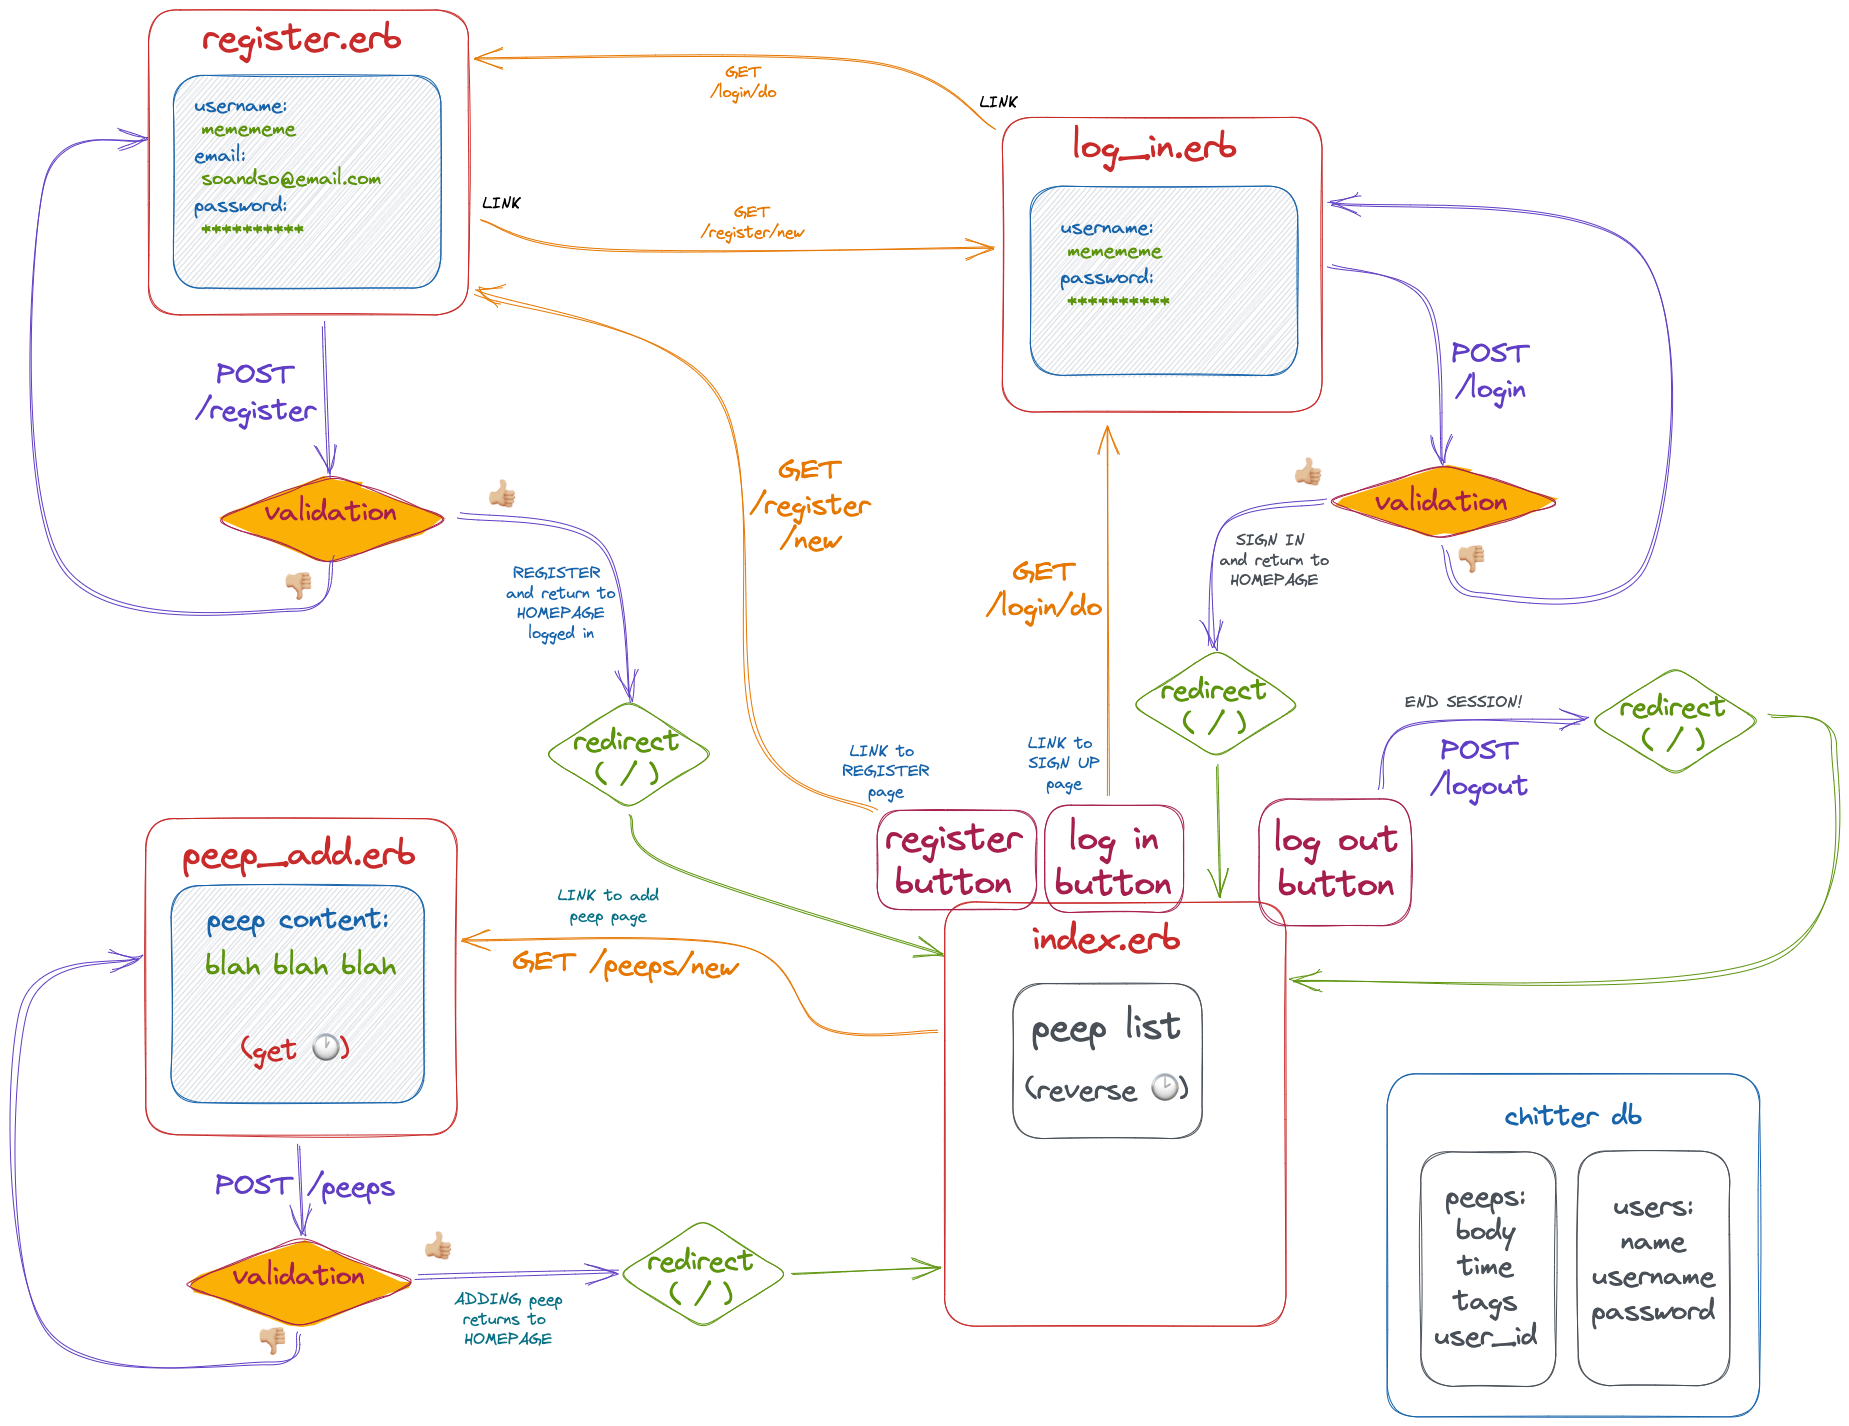 register.erb
username:
memememe
email:
soandso@email.com
password:
**********
GET
/login/do
LINK
LINK
GET
/register/new
log_in.erb
username:
memememe
password:
**********
POST
/register
validation
REGISTER
and return to
HOMEPAGE
logged in
redirect
( / )
GET
/register
/new
GET
/login/do
POST
/login
validation
SIGN IN
and return to
HOMEPAGE
redirect
( / )
END SESSION!
POST
/logout
redirect
( / )
LINK to
REGISTER
page
LINK to
SIGN UP
page
register
button
log in
button
log out
button
peep_add.erb
peep content:
blah blah blah
(get 🕐)
LINK to add
peep page
GET /peeps/new
index.erb
peep list
(reverse 🕑)
POST /peeps
validation
ADDING peep
returns to
HOMEPAGE
redirect
( / )
chitter db
peeps:
body
time
tags
user_id
users:
name
username
password